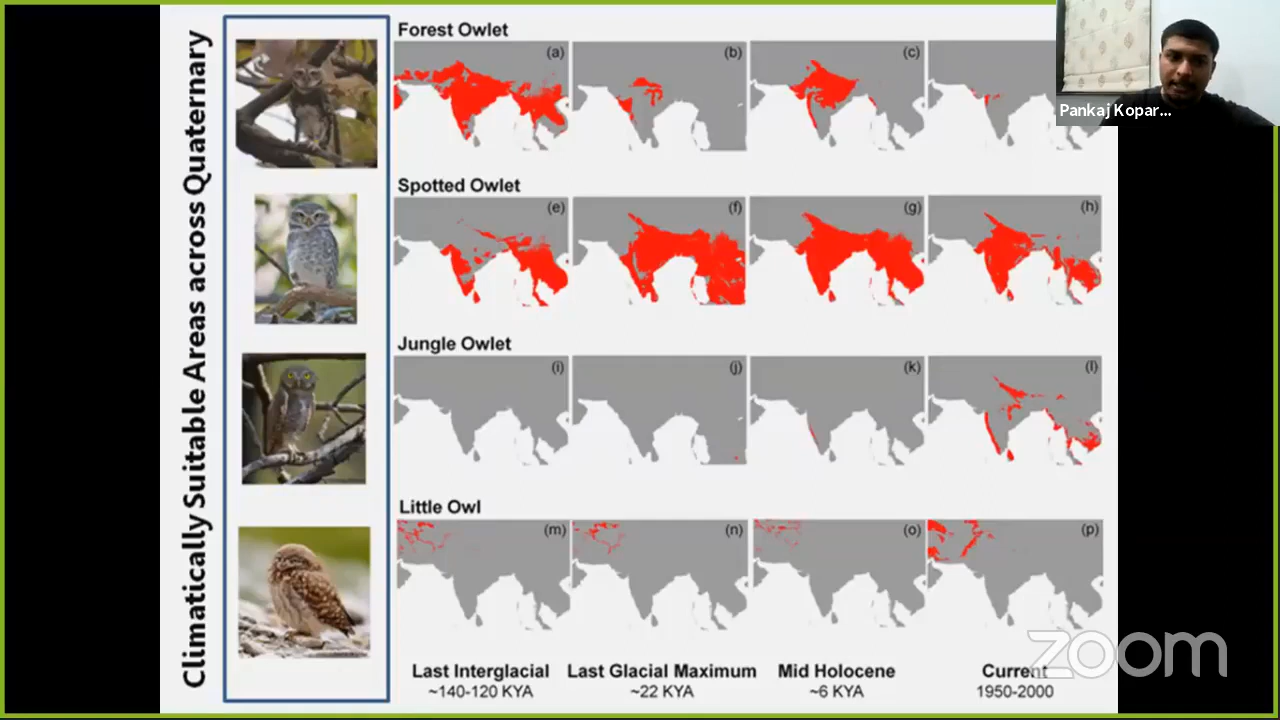 Climatically Suitable Areas across Quaternary
Forest Owlet
(a)
(b)
(c)
Pankaj Kopar...
Spotted Owlet
(e)
(f)
(g)
(h)
Jungle Owlet
(i)
(j)
(k)
(l)
Little Owl
(m)
(n)
(o)
(p)
Last Interglacial
~140-120 KYA
Last Glacial Maximum
~22 KYA
Mid Holocene
~6 KYA
Current
1950-2000
zoom